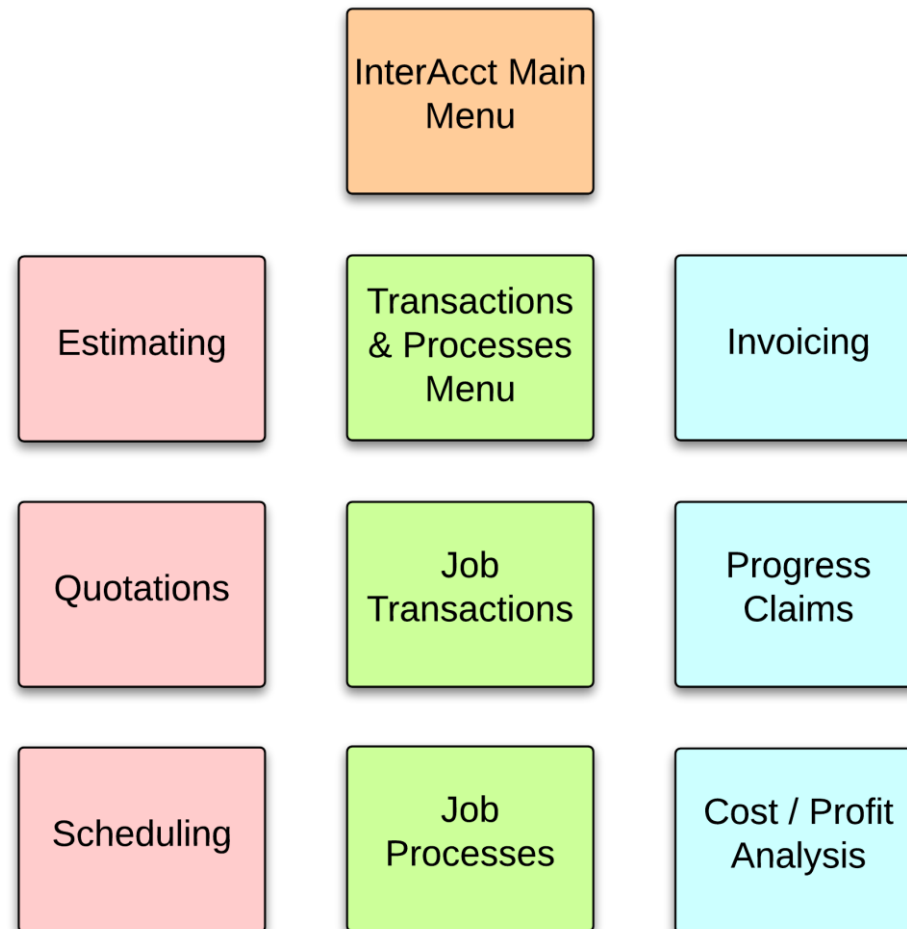 InterAcct Main
Menu
Estimating
Transactions
& Processes
Menu
Invoicing
Quotations
Job
Transactions
Progress
Claims
Scheduling
Job
Processes
Cost / Profit
Analysis